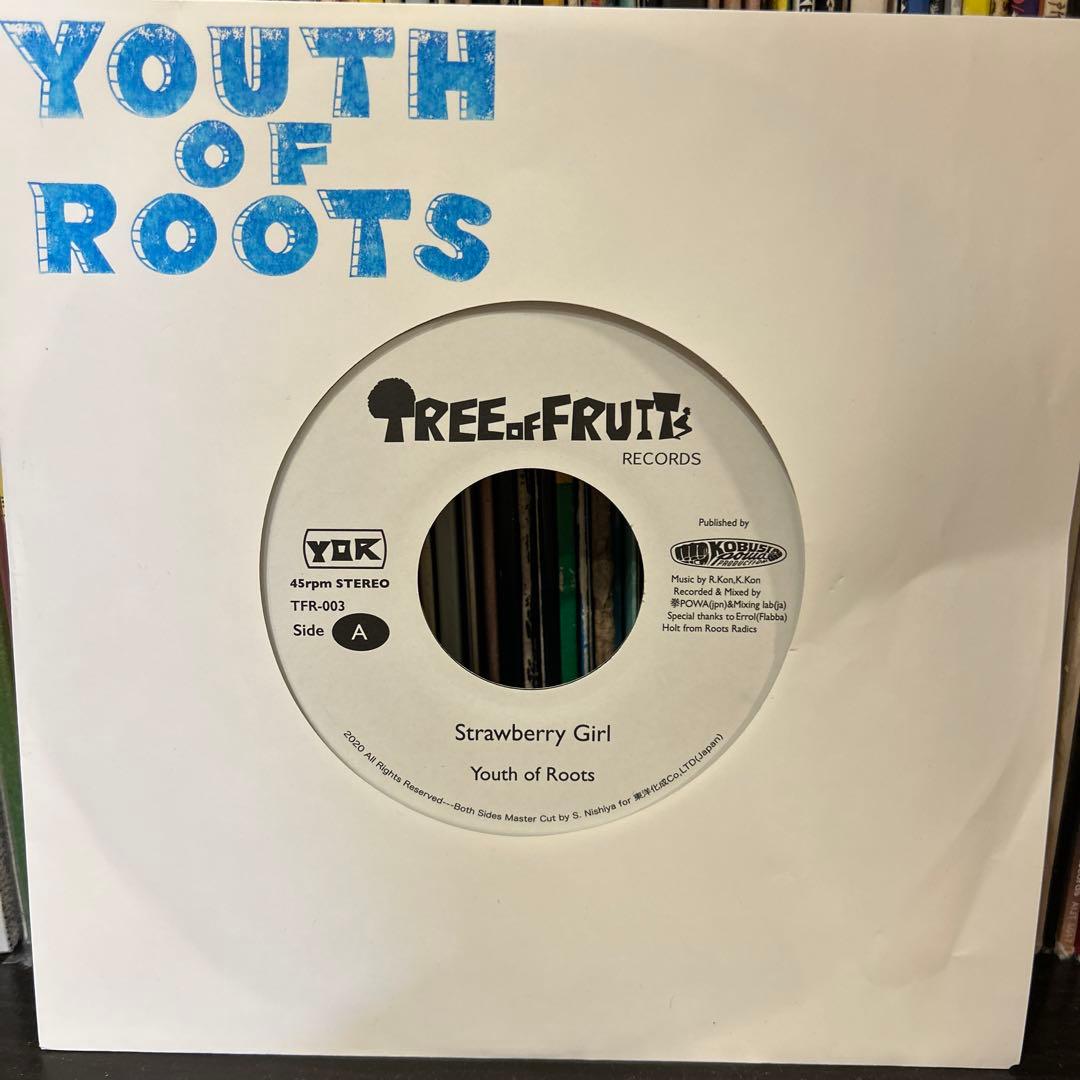 YOUTH
OF
ROOTS
TREE OF FRUITs
RECORDS
YOR
45rpm STEREO
TFR-003
Side A
Published by
KOBUSI
POWA
PRODUCTION
Music by R.Kon,K.Kon
Recorded & Mixed by
拳POWA(jpn)&Mixing lab(ja)
Special thanks to Errol(Flabba)
Holt from Roots Radics
Strawberry Girl
Youth of Roots
2020 All Rights Reserved---Both Sides Master Cut by S. Nishiya for 東洋化成Co,LTD(Japan)